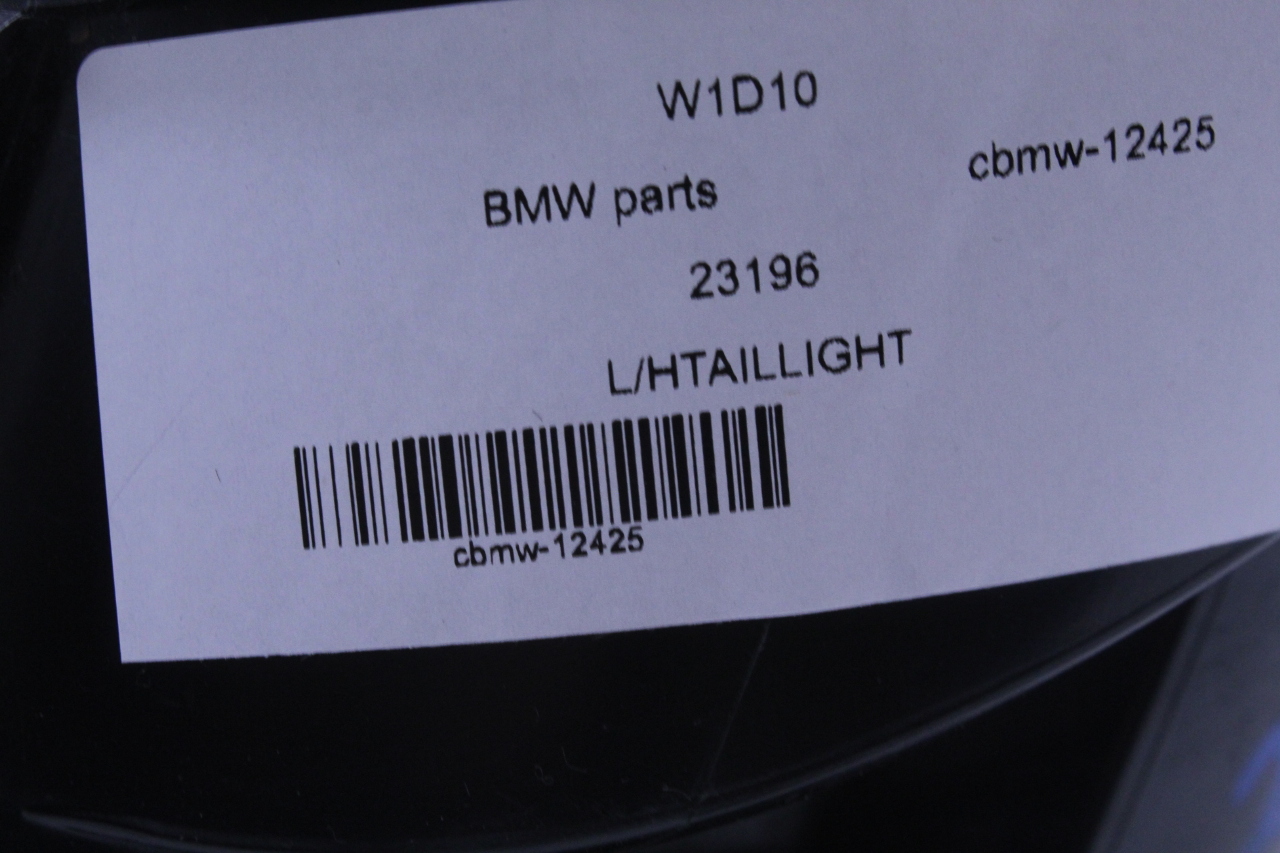 W1D10
cbmw-12425
BMW parts
23196
L/HTAILLIGHT
cbmw-12425